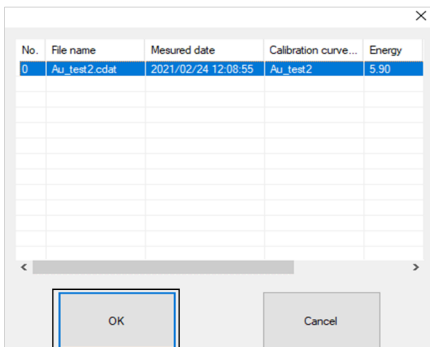 No. File name Mesured date Calibration curve... Energy
0 Au_test2.cdat 2021/02/24 12:08:55 Au_test2 5.90
OK Cancel